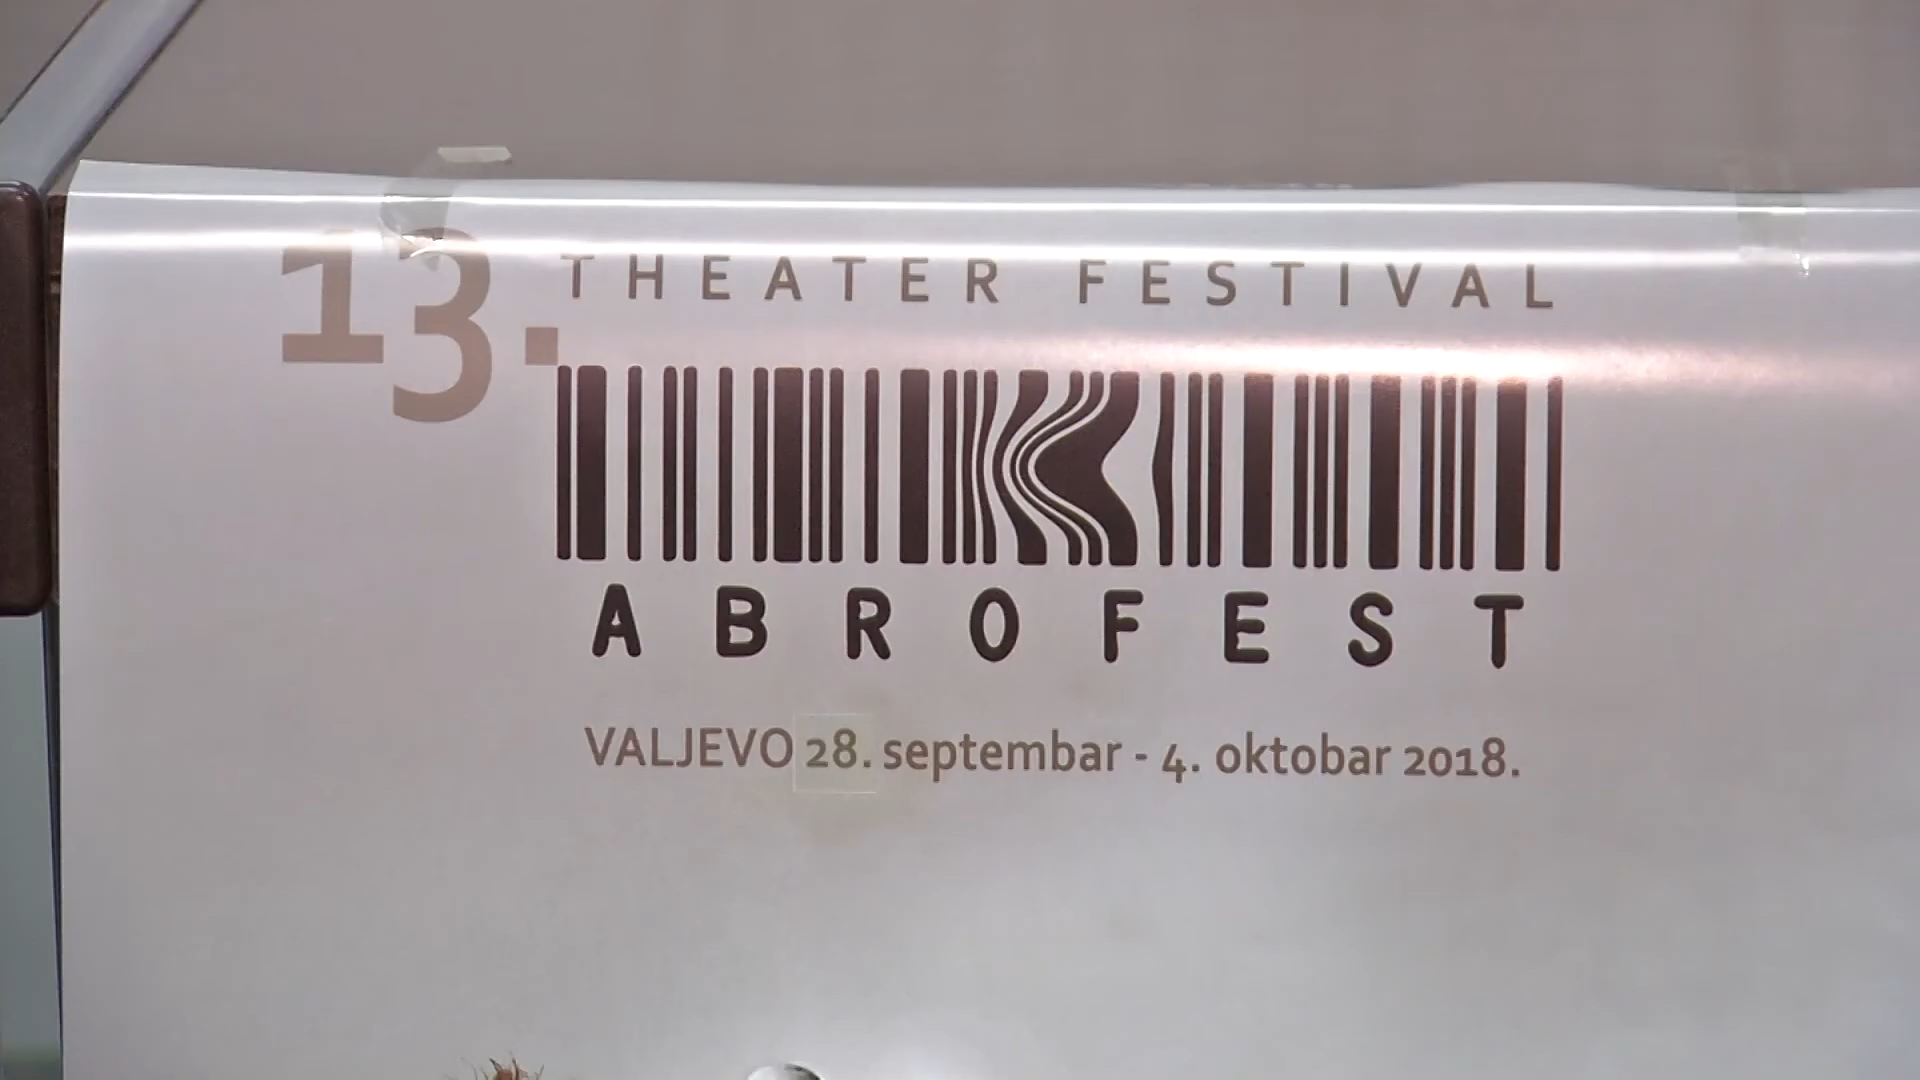 13. THEATER FESTIVAL
K
ABROFEST
VALJEVO 28. septembar - 4. oktobar 2018.